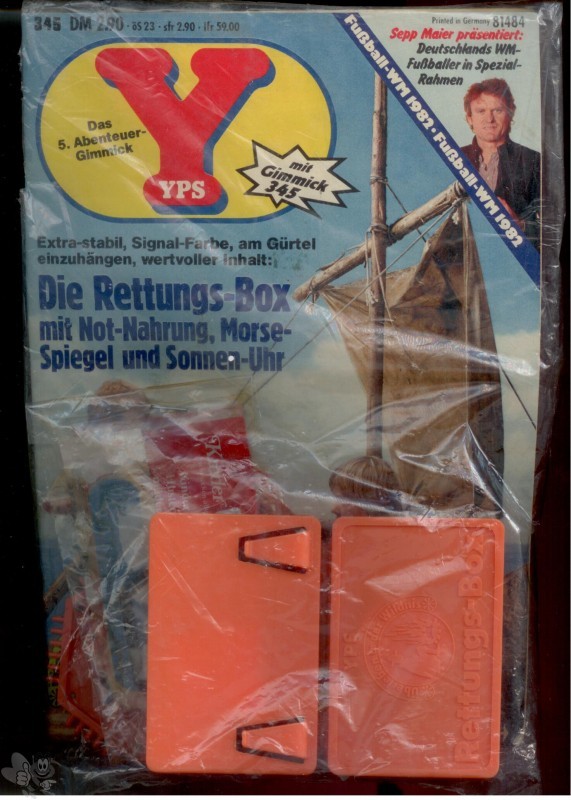 345 DM 2.90 · öS 23 · sfr 2.90 · lfr 59.00
Printed in Germany 81484
Sepp Maier präsentiert:
Deutschlands WM-
Fußballer in Spezial-
Rahmen
Fußball-WM 1982 · Fußball-WM 1982
Das
5. Abenteuer-
Gimmick
Y
YPS
mit
Gimmick
345
Extra-stabil, Signal-Farbe, am Gürtel
einzuhängen, wertvoller Inhalt:
Die Rettungs-Box
mit Not-Nahrung, Morse-
Spiegel und Sonnen-Uhr
YPS
Rettungs-Box